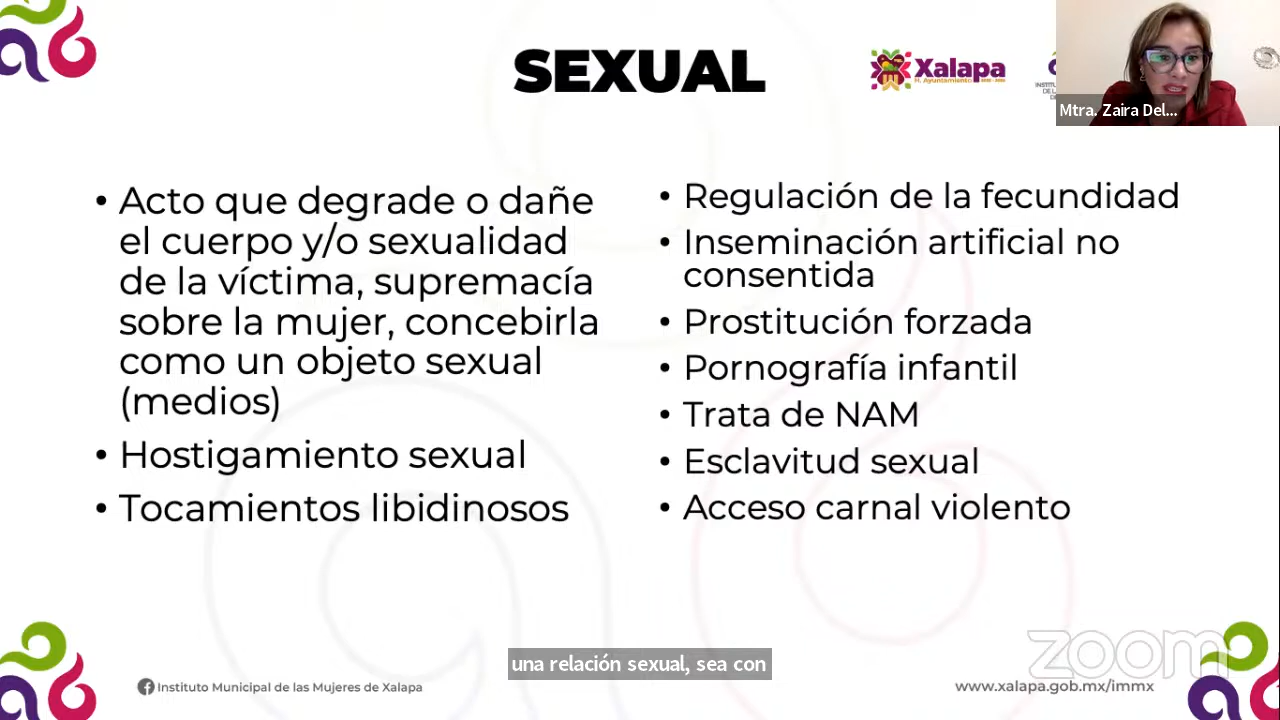 SEXUAL
Xalapa
H. Ayuntamiento
Mtra. Zaira Del...
• Acto que degrade o dañe
el cuerpo y/o sexualidad
de la víctima, supremacía
sobre la mujer, concebirla
como un objeto sexual
(medios)
• Hostigamiento sexual
• Tocamientos libidinosos
• Regulación de la fecundidad
• Inseminación artificial no
consentida
• Prostitución forzada
• Pornografía infantil
• Trata de NAM
• Esclavitud sexual
• Acceso carnal violento
una relación sexual, sea con
zoom
Instituto Municipal de las Mujeres de Xalapa
www.xalapa.gob.mx/immx